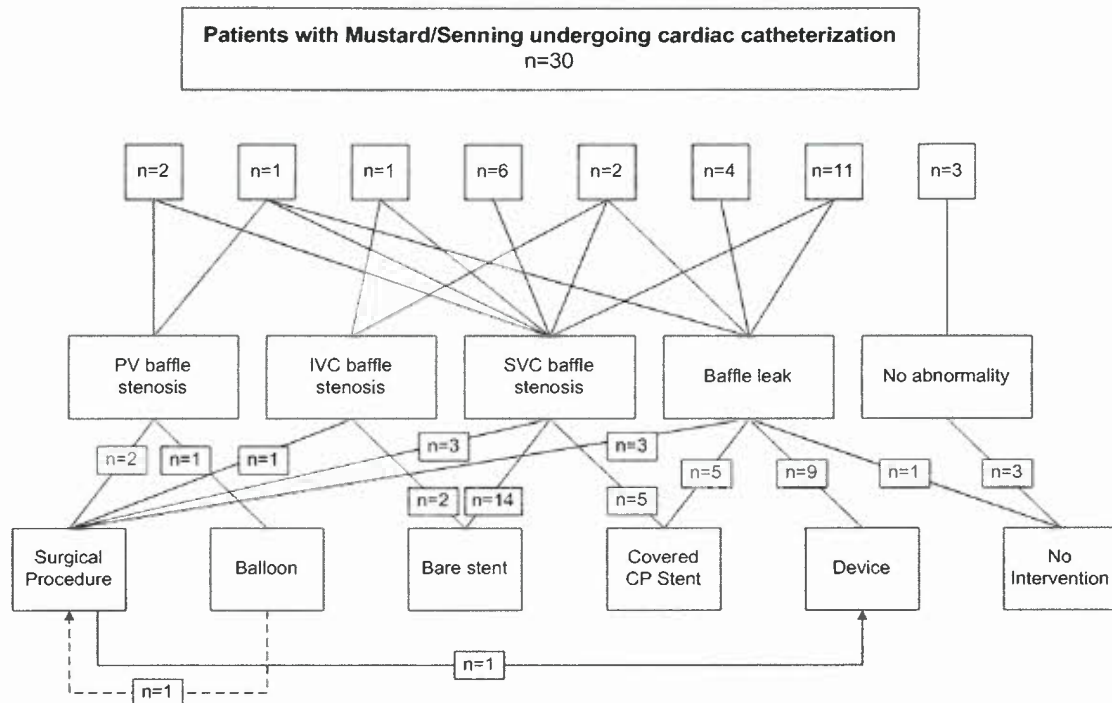 Patients with Mustard/Senning undergoing cardiac catheterization
n=30
n=2
n=1
n=1
n=6
n=2
n=4
n=11
n=3
PV baffle
stenosis
IVC baffle
stenosis
SVC baffle
stenosis
Baffle leak
No abnormality
n=2
n=1
n=1
n=3
n=3
n=5
n=9
n=1
n=3
n=2
n=14
n=5
Surgical
Procedure
Balloon
Bare stent
Covered
CP Stent
Device
No
Intervention
n=1
n=1